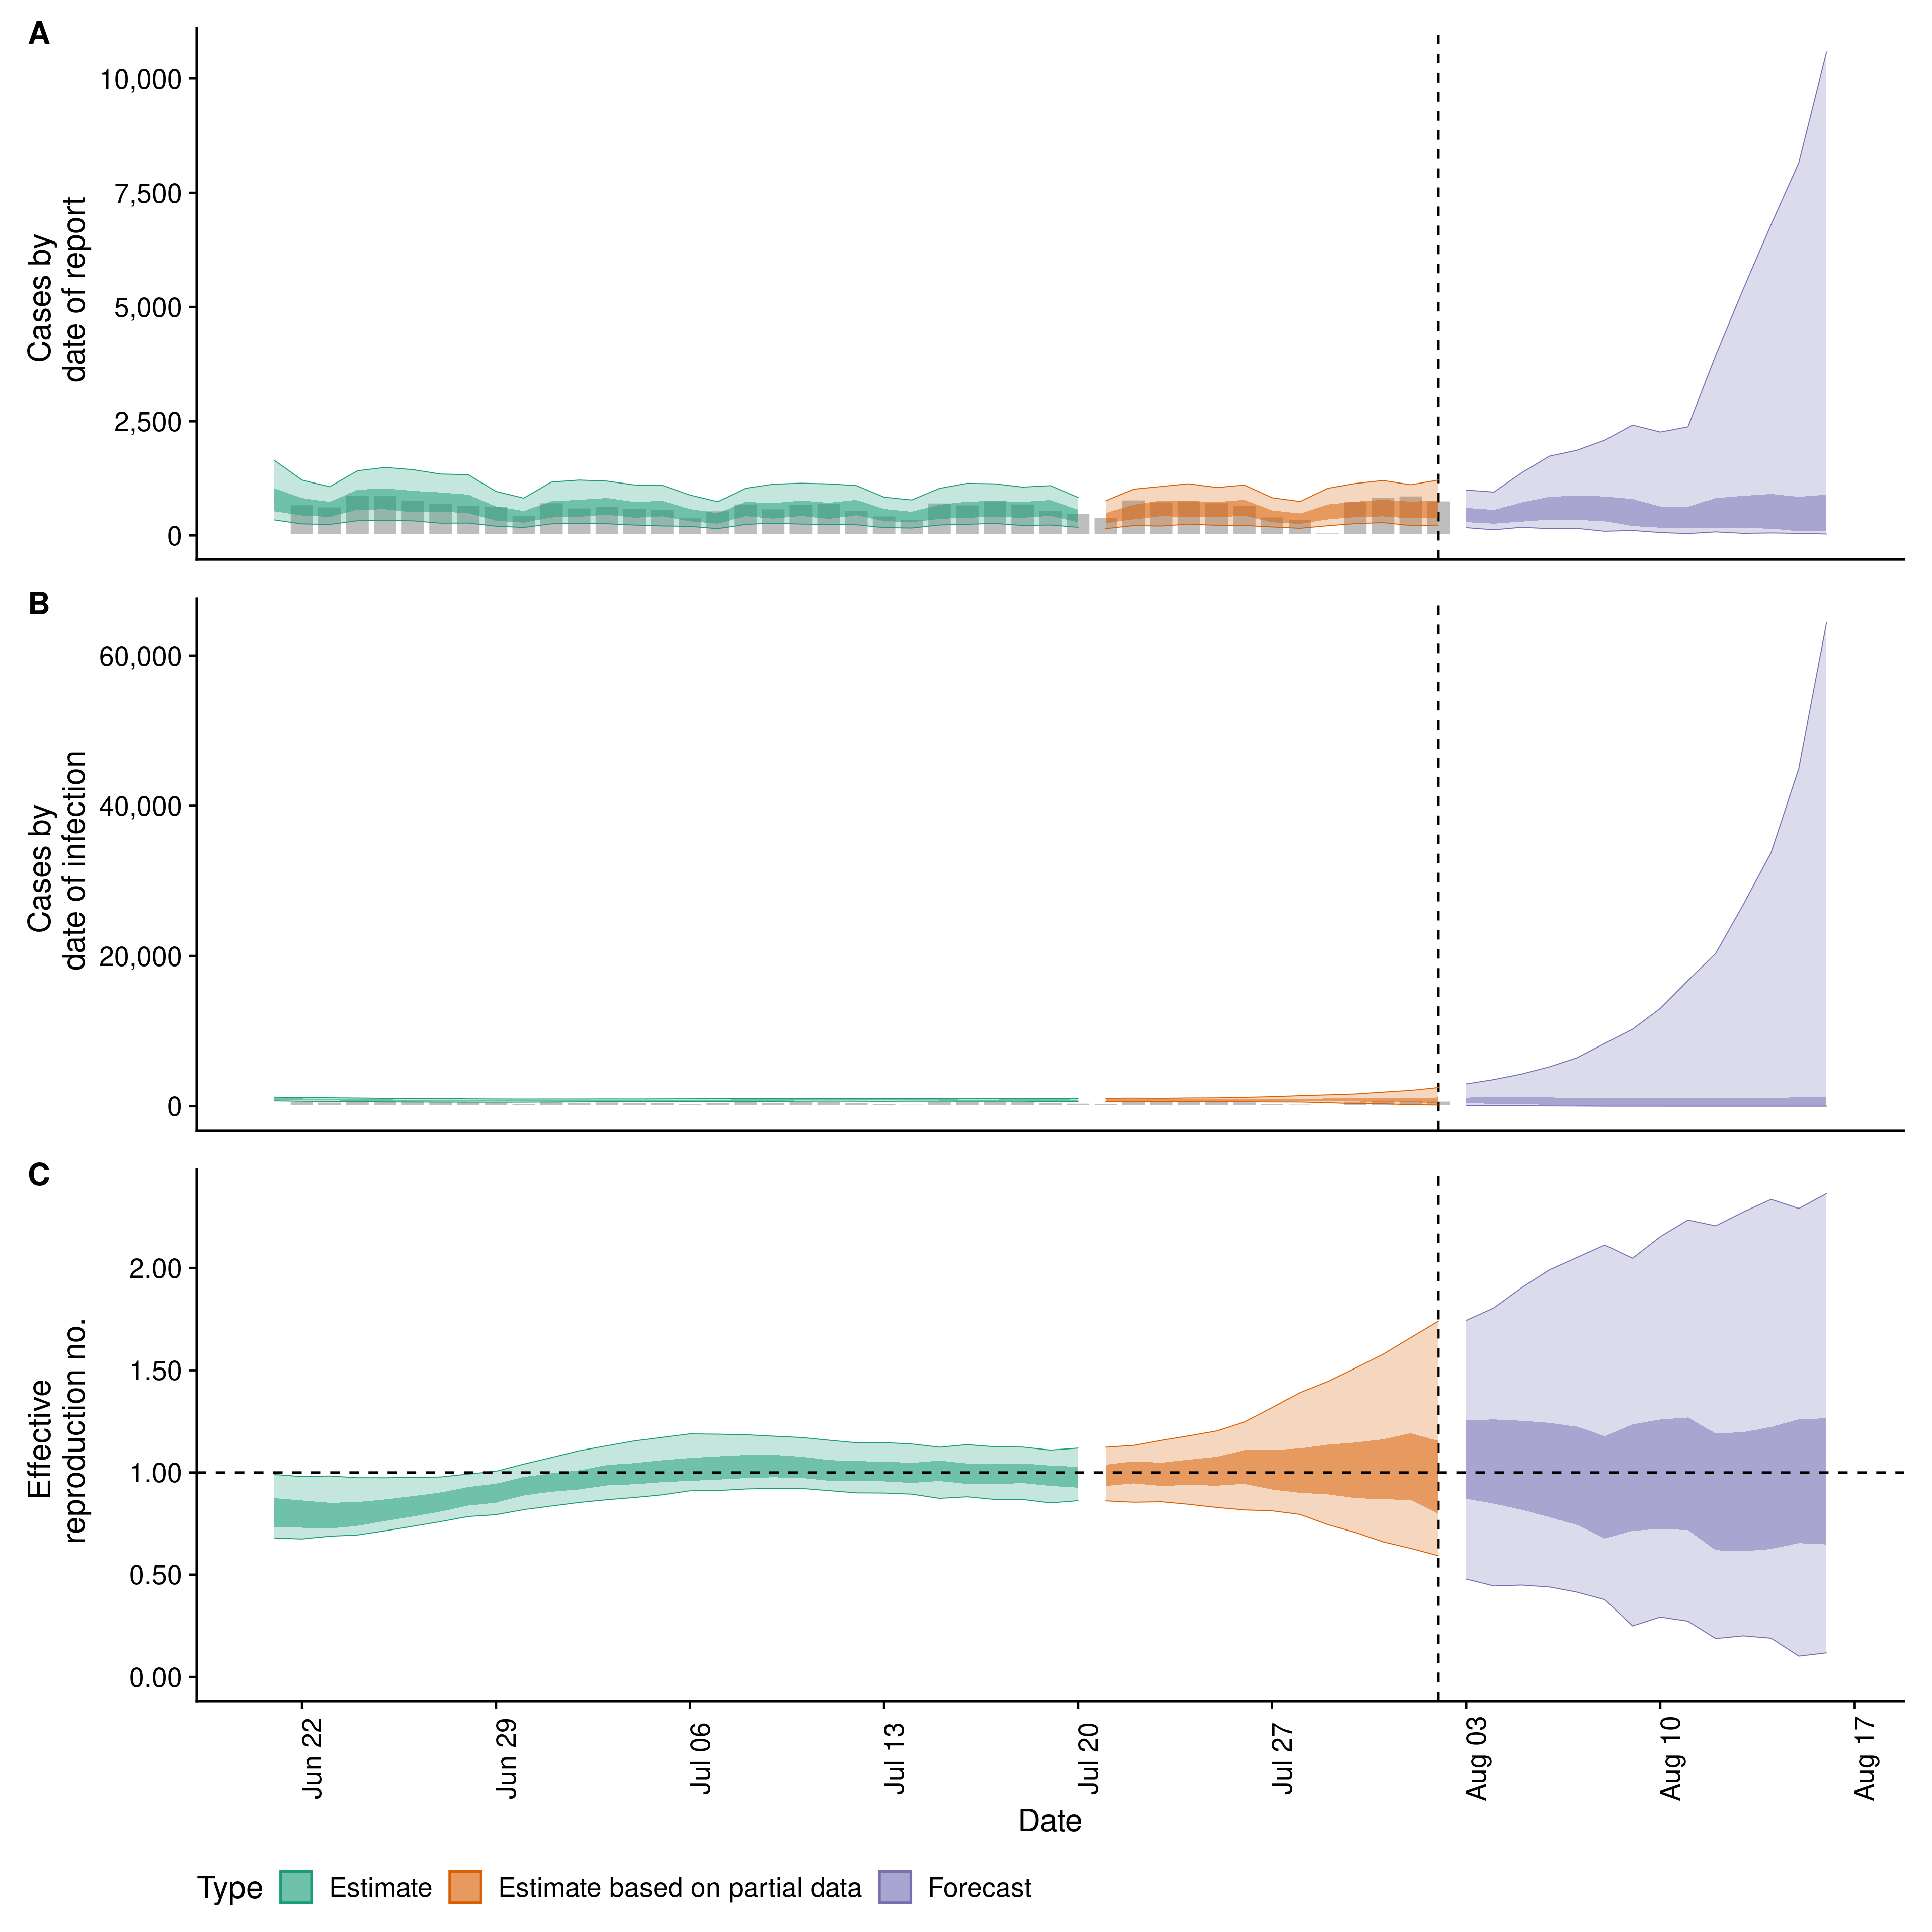 A
Cases by
date of report
10,000
7,500
5,000
2,500
0
B
Cases by
date of infection
60,000
40,000
20,000
0
C
Effective
reproduction no.
2.00
1.50
1.00
0.50
0.00
Jun 22
Jun 29
Jul 06
Jul 13
Jul 20
Jul 27
Aug 03
Aug 10
Aug 17
Date
Type Estimate Estimate based on partial data Forecast